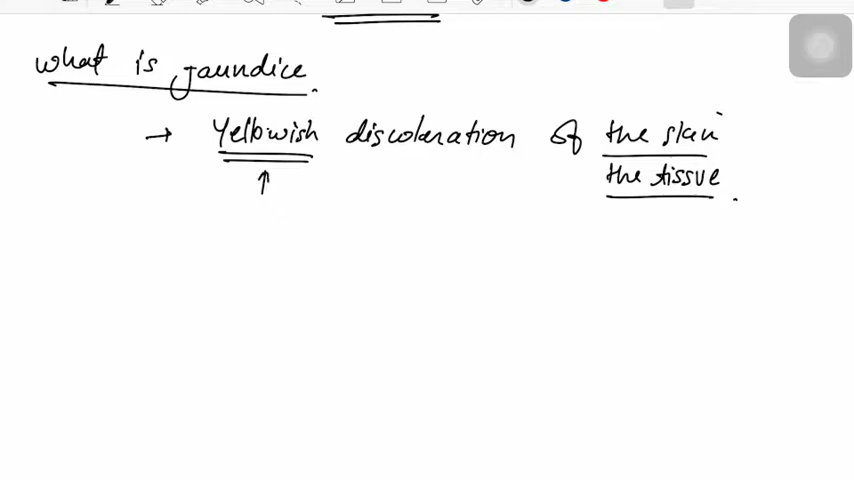 what is jaundice.
→ Yellowish discoloration of the skin
the tissue.